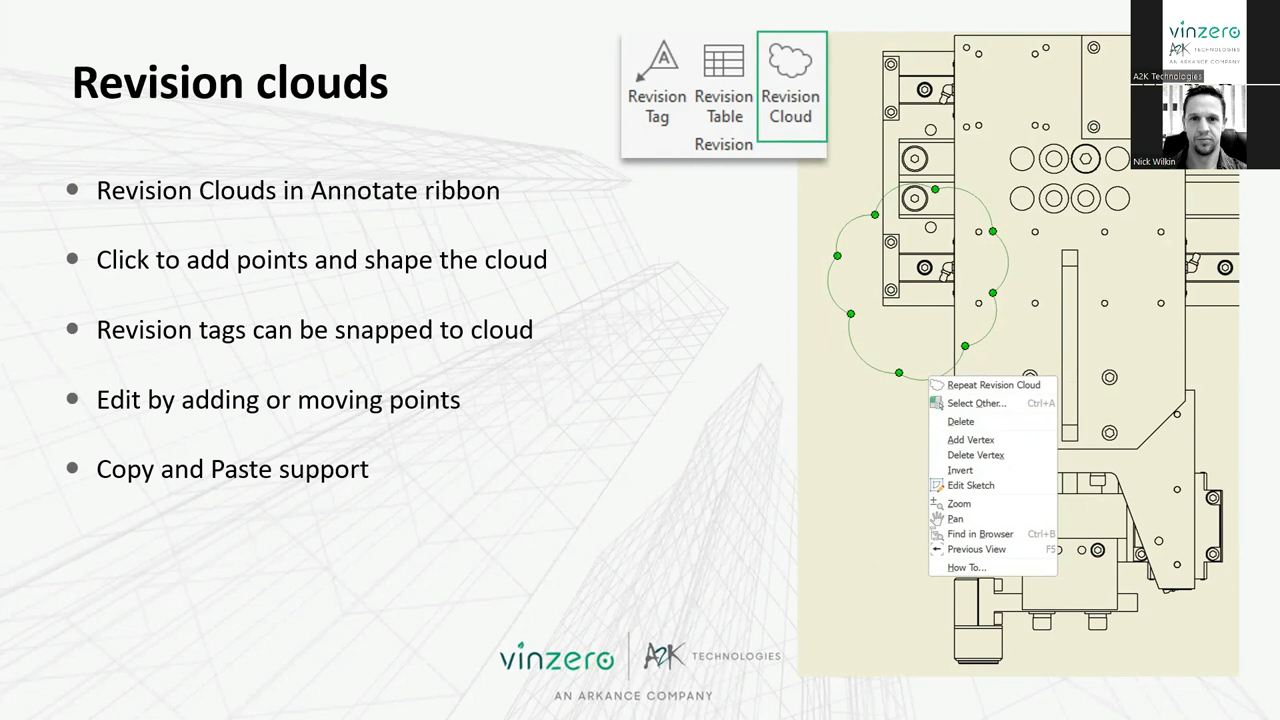 Revision clouds
Revision Clouds in Annotate ribbon
Click to add points and shape the cloud
Revision tags can be snapped to cloud
Edit by adding or moving points
Copy and Paste support
A
Revision Tag
Revision Table
Revision Cloud
Revision
Repeat Revision Cloud
Select Other... Ctrl+A
Delete
Add Vertex
Delete Vertex
Invert
Edit Sketch
Zoom
Pan
Find in Browser Ctrl+B
Previous View F5
How To...
vinzero
A2K TECHNOLOGIES
AN ARKANCE COMPANY
A2K Technologies
Nick Wilkin
vinzero A2K TECHNOLOGIES
AN ARKANCE COMPANY